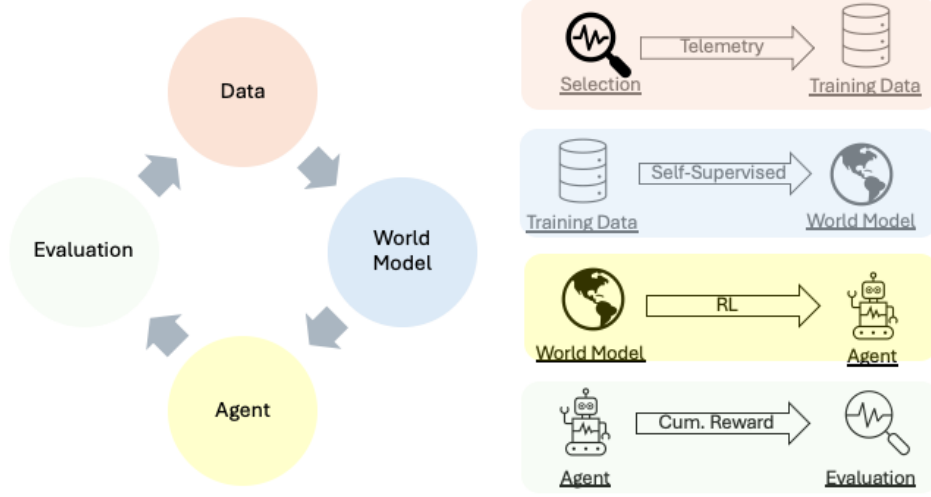 Data
Evaluation
World
Model
Agent
Telemetry
Selection
Training Data
Self-Supervised
Training Data
World Model
RL
World Model
Agent
Cum. Reward
Agent
Evaluation